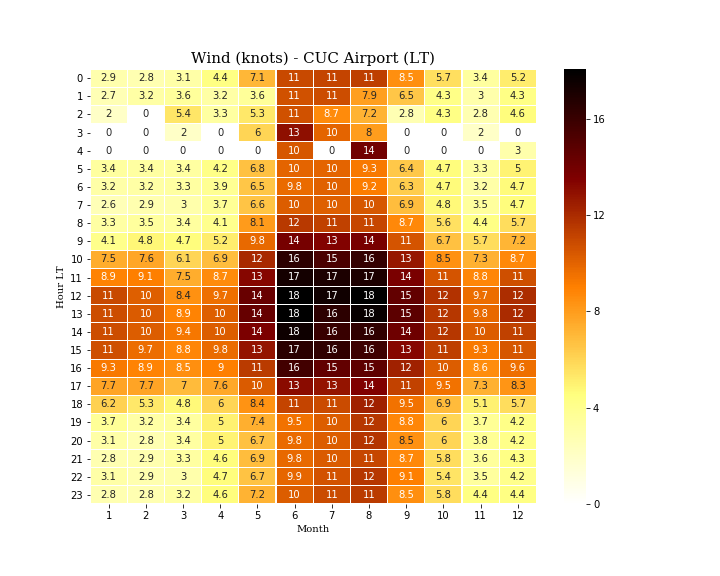 Wind (knots) - CUC Airport (LT)
0 2.9 2.8 3.1 4.4 7.1 11 11 11 8.5 5.7 3.4 5.2
1 2.7 3.2 3.6 3.2 3.6 11 11 7.9 6.5 4.3 3 4.3
2 2 0 5.4 3.3 5.3 11 8.7 7.2 2.8 4.3 2.8 4.6
3 0 0 2 0 6 13 10 8 0 0 2 0
4 0 0 0 0 0 10 0 14 0 0 0 3
5 3.4 3.4 3.4 4.2 6.8 10 10 9.3 6.4 4.7 3.3 5
6 3.2 3.2 3.3 3.9 6.5 9.8 10 9.2 6.3 4.7 3.2 4.7
7 2.6 2.9 3 3.7 6.6 10 10 10 6.9 4.8 3.5 4.7
8 3.3 3.5 3.4 4.1 8.1 12 11 11 8.7 5.6 4.4 5.7
9 4.1 4.8 4.7 5.2 9.8 14 13 14 11 6.7 5.7 7.2
10 7.5 7.6 6.1 6.9 12 16 15 16 13 8.5 7.3 8.7
11 8.9 9.1 7.5 8.7 13 17 17 17 14 11 8.8 11
12 11 10 8.4 9.7 14 18 17 18 15 12 9.7 12
13 11 10 8.9 10 14 18 16 18 15 12 9.8 12
14 11 10 9.4 10 14 18 16 16 14 12 10 11
15 11 9.7 8.8 9.8 13 17 16 16 13 11 9.3 11
16 9.3 8.9 8.5 9 11 16 15 15 12 10 8.6 9.6
17 7.7 7.7 7 7.6 10 13 13 14 11 9.5 7.3 8.3
18 6.2 5.3 4.8 6 8.4 11 11 12 9.5 6.9 5.1 5.7
19 3.7 3.2 3.4 5 7.4 9.5 10 12 8.8 6 3.7 4.2
20 3.1 2.8 3.4 5 6.7 9.8 10 12 8.5 6 3.8 4.2
21 2.8 2.9 3.3 4.6 6.9 9.8 10 11 8.7 5.8 3.6 4.3
22 3.1 2.9 3 4.7 6.7 9.9 11 12 9.1 5.4 3.5 4.2
23 2.8 2.8 3.2 4.6 7.2 10 11 11 8.5 5.8 4.4 4.4
1 2 3 4 5 6 7 8 9 10 11 12
Month
Hour LT
16
12
8
4
0